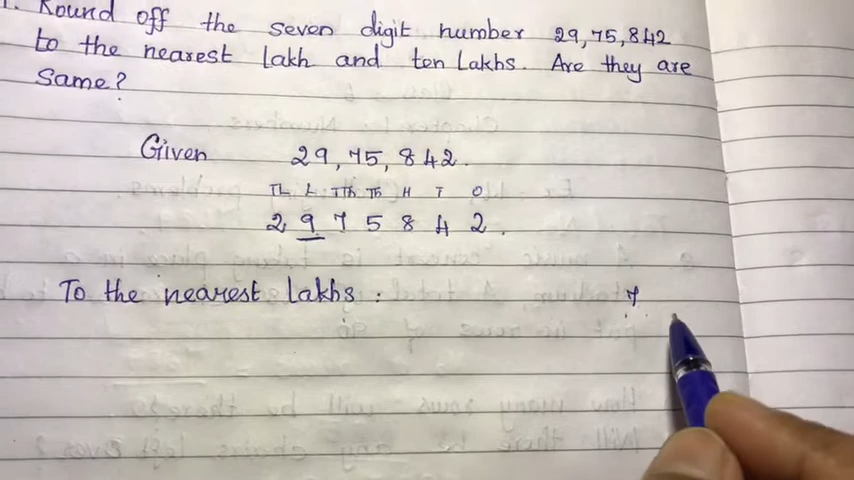 1. Round off the seven digit number 29,75,842
to the nearest lakh and ten Lakhs. Are they are
Same?
Given 29,75,842.
TL L TTh Th H T O
2 9 7 5 8 4 2.
To the nearest Lakhs : 7